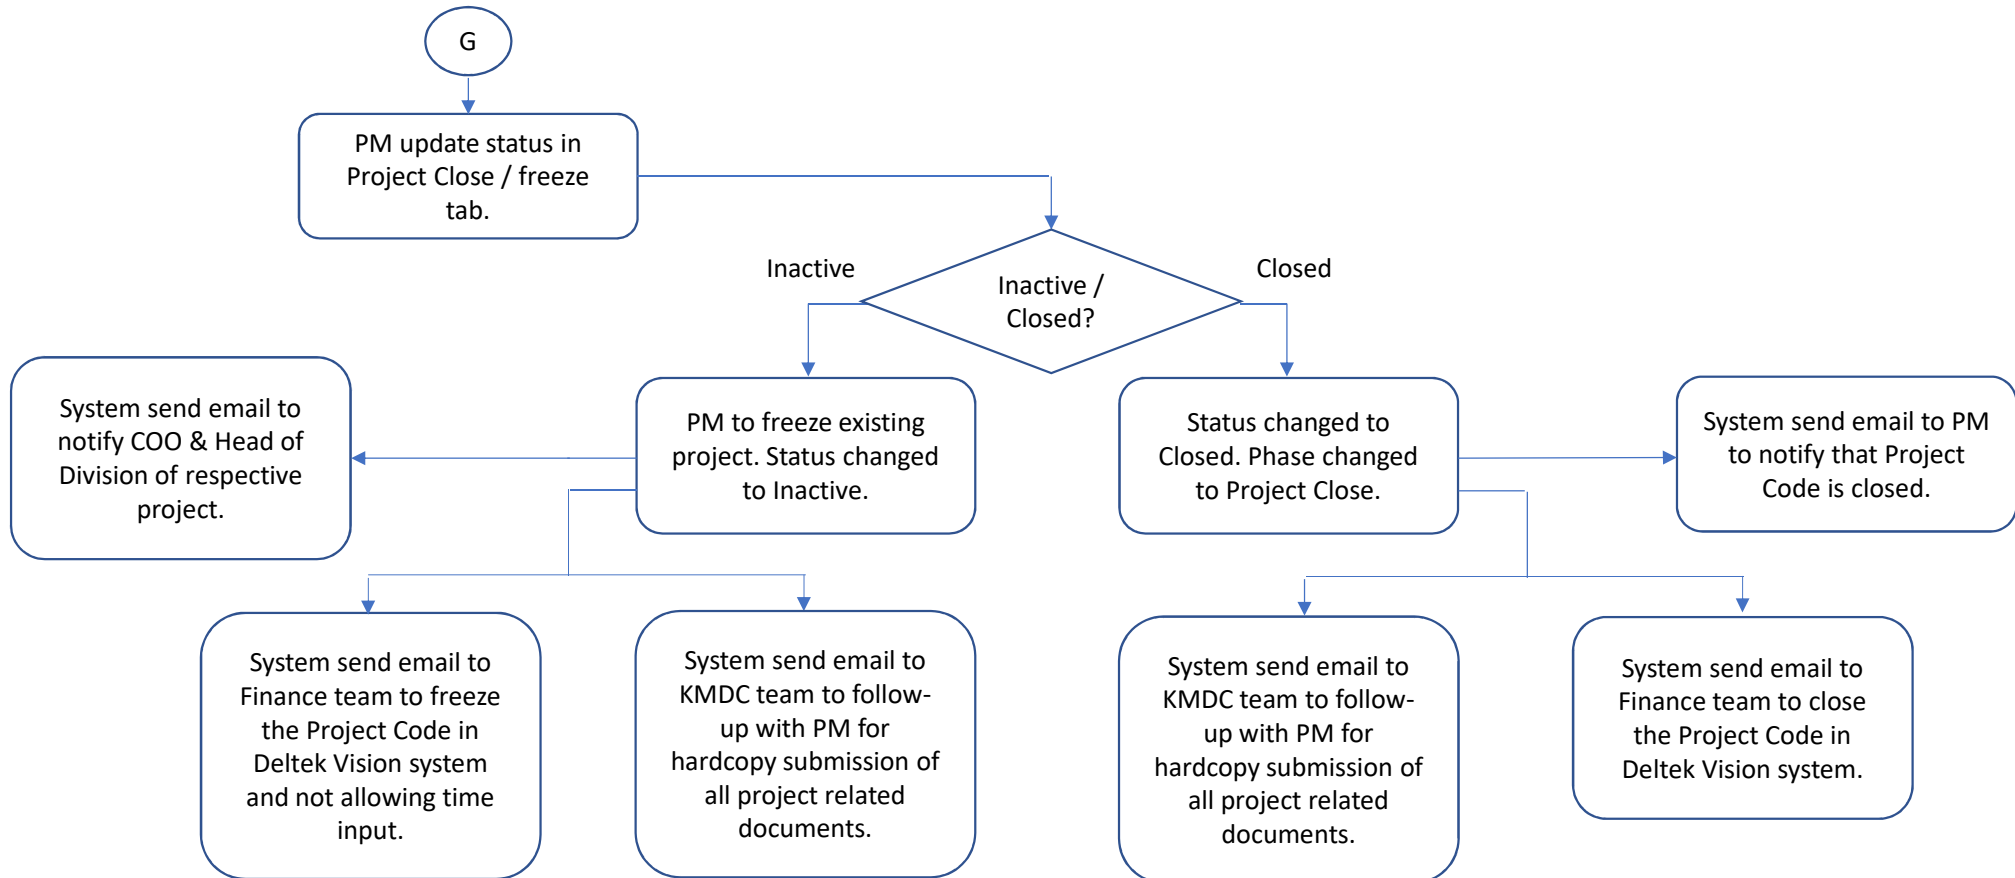 G
PM update status in
Project Close / freeze
tab.
Inactive
Closed
Inactive /
Closed?
System send email to
notify COO & Head of
Division of respective
project.
PM to freeze existing
project. Status changed
to Inactive.
Status changed to
Closed. Phase changed
to Project Close.
System send email to PM
to notify that Project
Code is closed.
System send email to
Finance team to freeze
the Project Code in
Deltek Vision system
and not allowing time
input.
System send email to
KMDC team to follow-
up with PM for
hardcopy submission of
all project related
documents.
System send email to
KMDC team to follow-
up with PM for
hardcopy submission of
all project related
documents.
System send email to
Finance team to close
the Project Code in
Deltek Vision system.